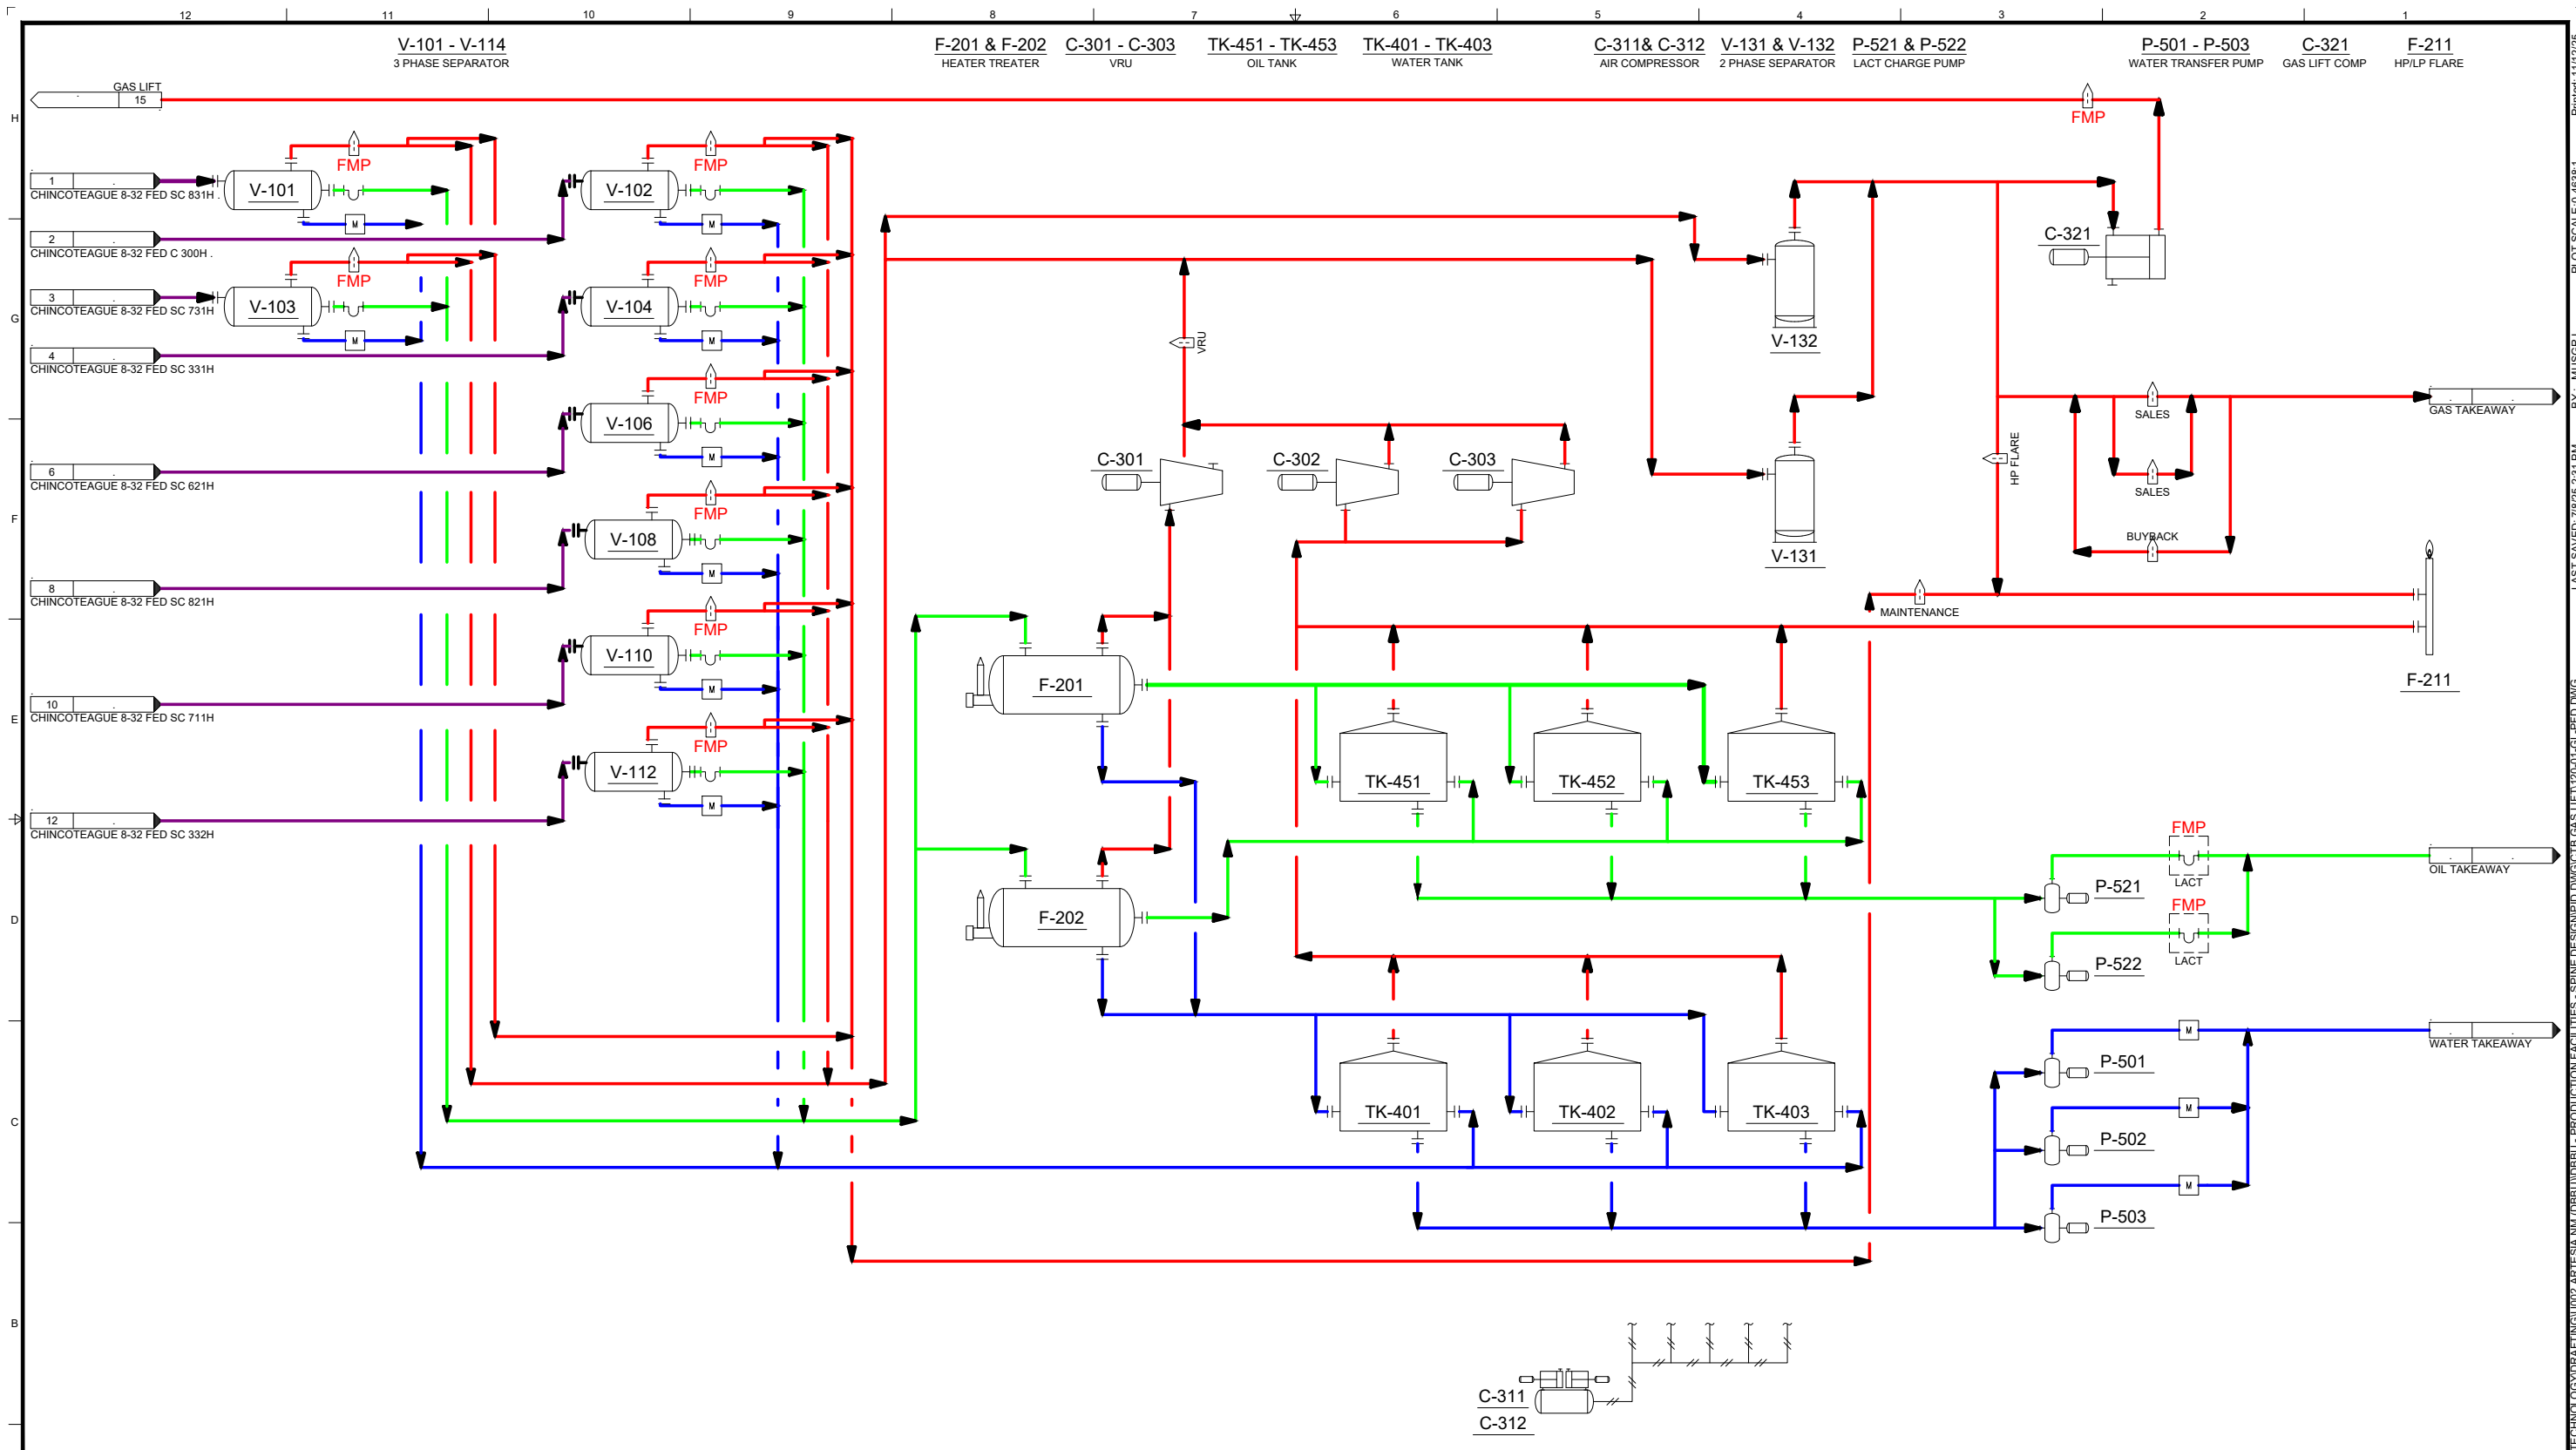 12 11 10 9 8 7 6 5 4 3 2 1
V-101 - V-114
3 PHASE SEPARATOR
F-201 & F-202
HEATER TREATER
C-301 - C-303
VRU
TK-451 - TK-453
OIL TANK
TK-401 - TK-403
WATER TANK
C-311& C-312
AIR COMPRESSOR
V-131 & V-132
2 PHASE SEPARATOR
P-521 & P-522
LACT CHARGE PUMP
P-501 - P-503
WATER TRANSFER PUMP
C-321
GAS LIFT COMP
F-211
HP/LP FLARE
H
G
F
E
D
C
B
GAS LIFT
15
FMP
1
CHINCOTEAGUE 8-32 FED SC 831H .
V-101
FMP
M
V-102
FMP
M
2
CHINCOTEAGUE 8-32 FED C 300H .
3
CHINCOTEAGUE 8-32 FED SC 731H
V-103
FMP
M
V-104
FMP
M
4
CHINCOTEAGUE 8-32 FED SC 331H
V-106
FMP
M
6
CHINCOTEAGUE 8-32 FED SC 621H
V-108
FMP
M
8
CHINCOTEAGUE 8-32 FED SC 821H
V-110
FMP
M
10
CHINCOTEAGUE 8-32 FED SC 711H
V-112
FMP
M
12
CHINCOTEAGUE 8-32 FED SC 332H
VRU
C-301
C-302
C-303
V-132
V-131
C-321
HP FLARE
SALES
SALES
BUYBACK
GAS TAKEAWAY
MAINTENANCE
F-211
F-201
F-202
TK-451
TK-452
TK-453
TK-401
TK-402
TK-403
P-521
FMP
LACT
OIL TAKEAWAY
P-522
FMP
LACT
P-501
M
WATER TAKEAWAY
P-502
M
P-503
M
C-311
C-312